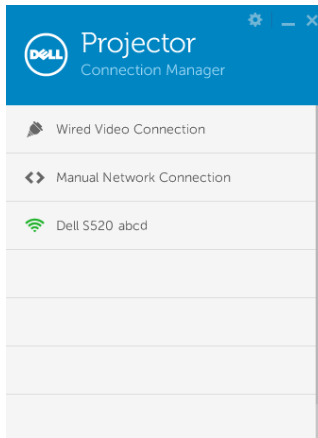 DELL
Projector
Connection Manager
Wired Video Connection
Manual Network Connection
Dell S520 abcd